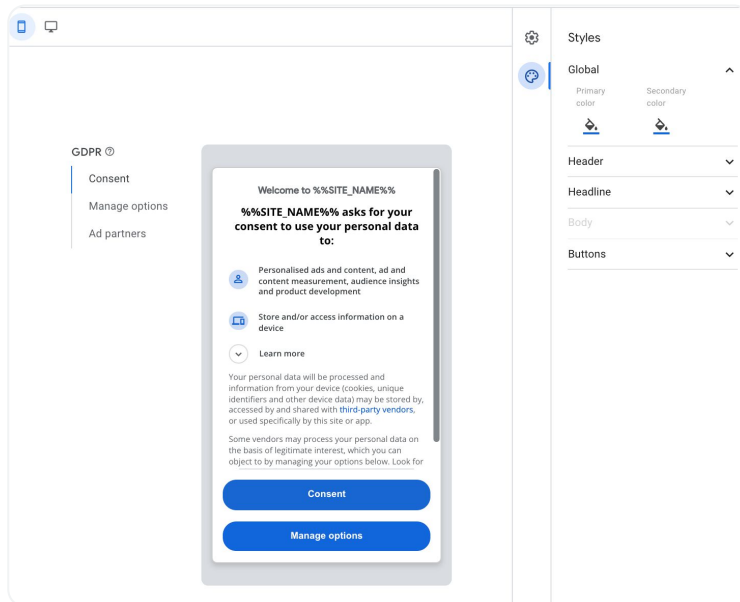 GDPR
Consent
Manage options
Ad partners
Welcome to %%SITE_NAME%%
%%SITE_NAME%% asks for your
consent to use your personal data
to:
Personalised ads and content, ad and
content measurement, audience insights
and product development
Store and/or access information on a
device
Learn more
Your personal data will be processed and
information from your device (cookies, unique
identifiers and other device data) may be stored by,
accessed by and shared with third-party vendors,
or used specifically by this site or app.
Some vendors may process your personal data on
the basis of legitimate interest, which you can
object to by managing your options below. Look for
Consent
Manage options
Styles
Global
Primary
color
Secondary
color
Header
Headline
Body
Buttons